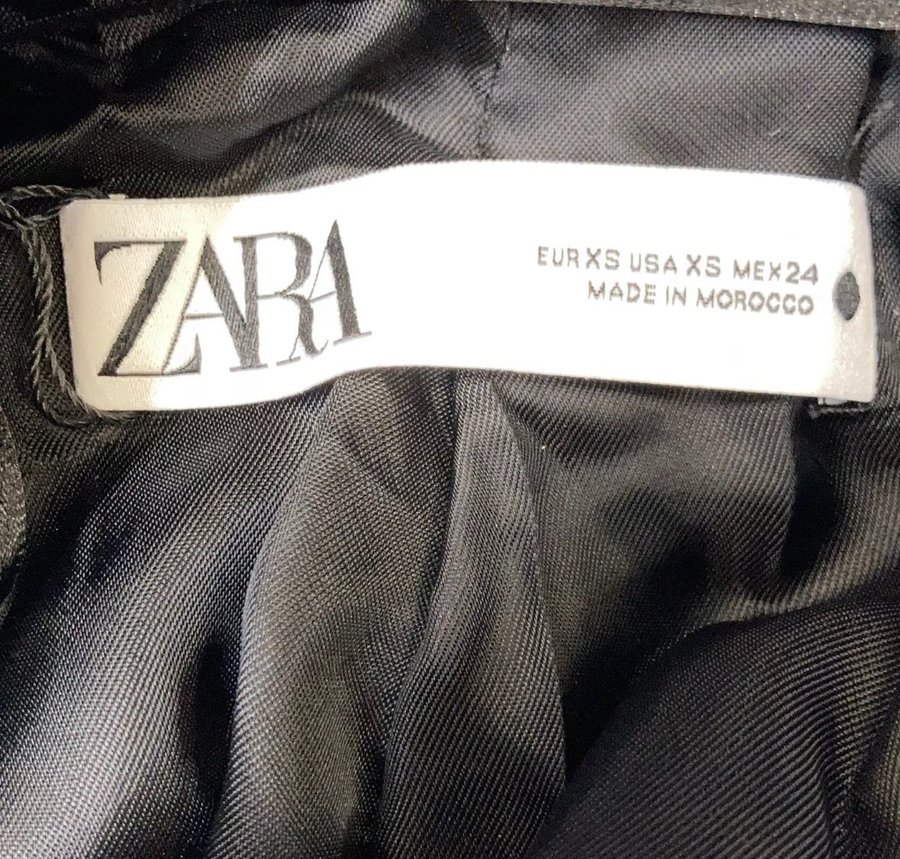 ZARA
EUR XS USA XS MEX 24
MADE IN MOROCCO